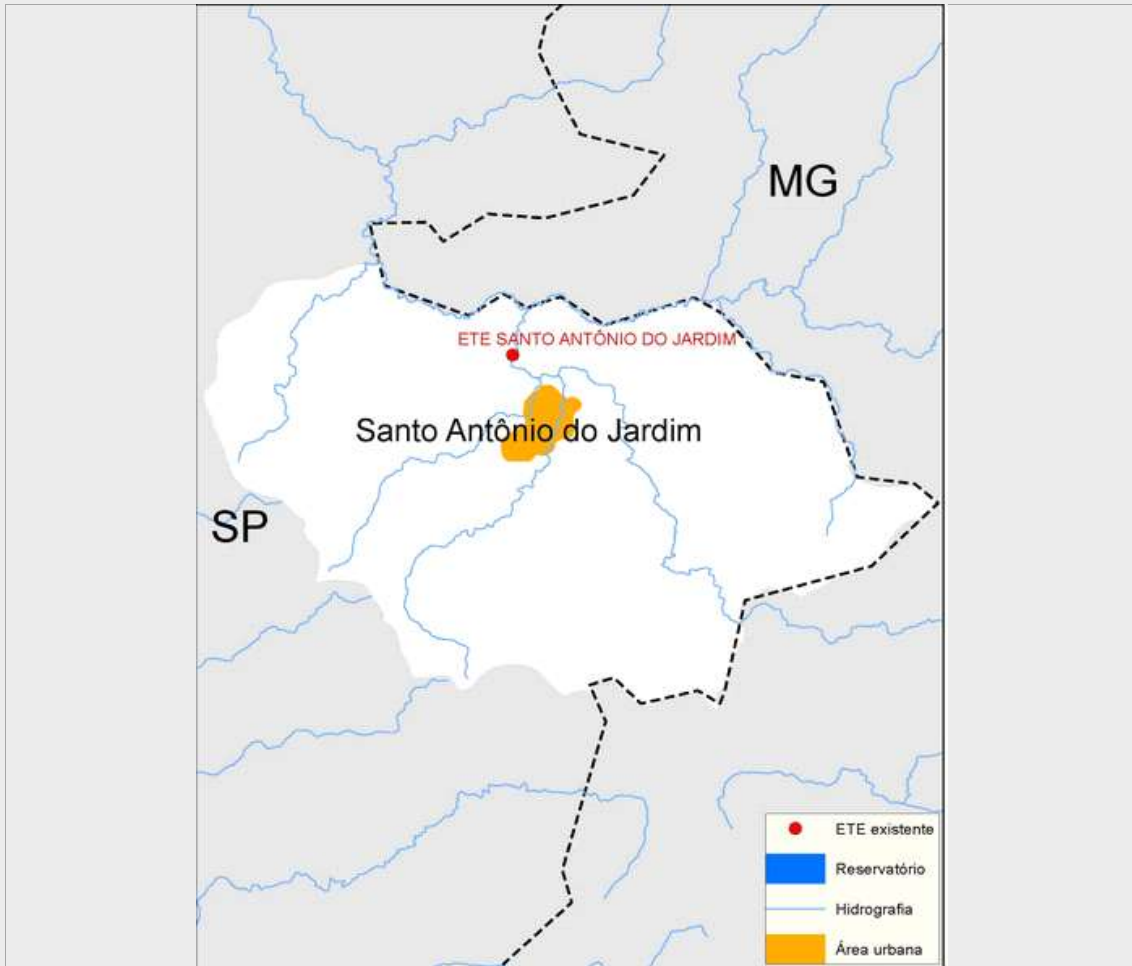 MG
ETE SANTO ANTÔNIO DO JARDIM
Santo Antônio do Jardim
SP
ETE existente
Reservatório
Hidrografia
Área urbana